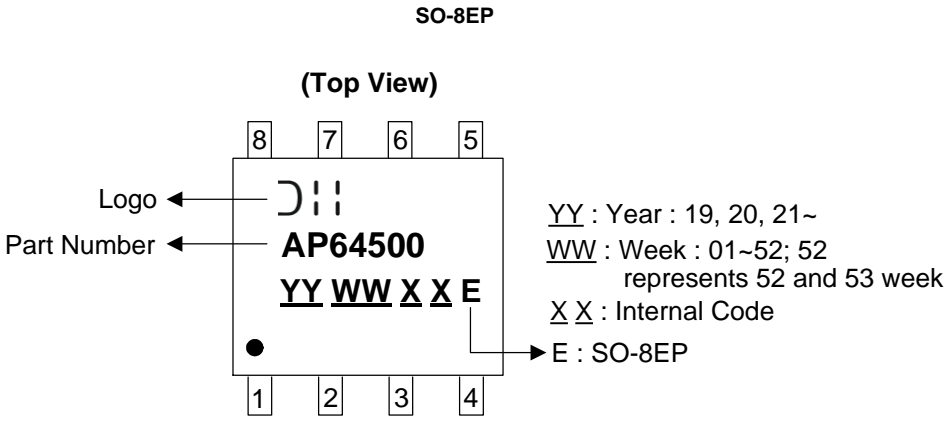 SO-8EP
(Top View)
8 7 6 5
Logo
Part Number
AP64500
YY WW X X E
YY : Year : 19, 20, 21~
WW : Week : 01~52; 52
represents 52 and 53 week
X X : Internal Code
E : SO-8EP
1 2 3 4